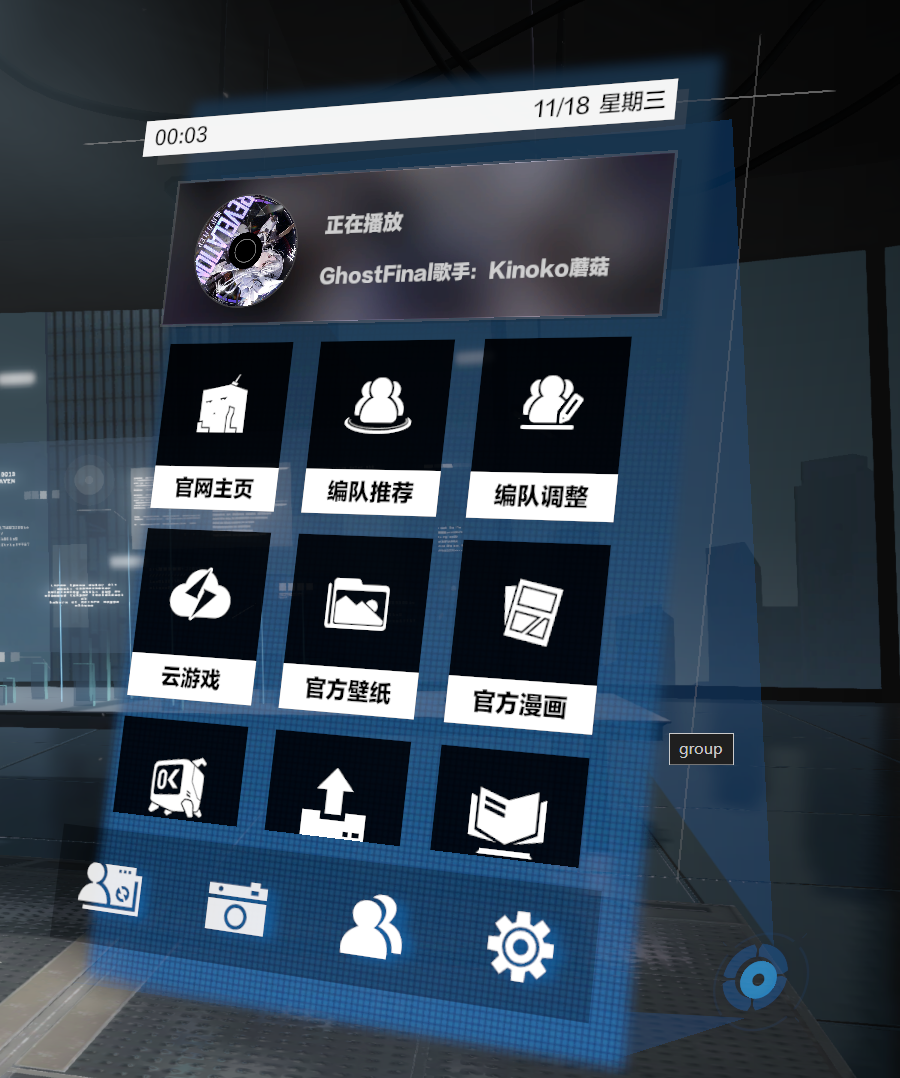 00:03
11/18 星期三
REVELATION
正在播放
GhostFinal歌手：Kinoko蘑菇
官网主页
编队推荐
编队调整
云游戏
官方壁纸
官方漫画
OK
group